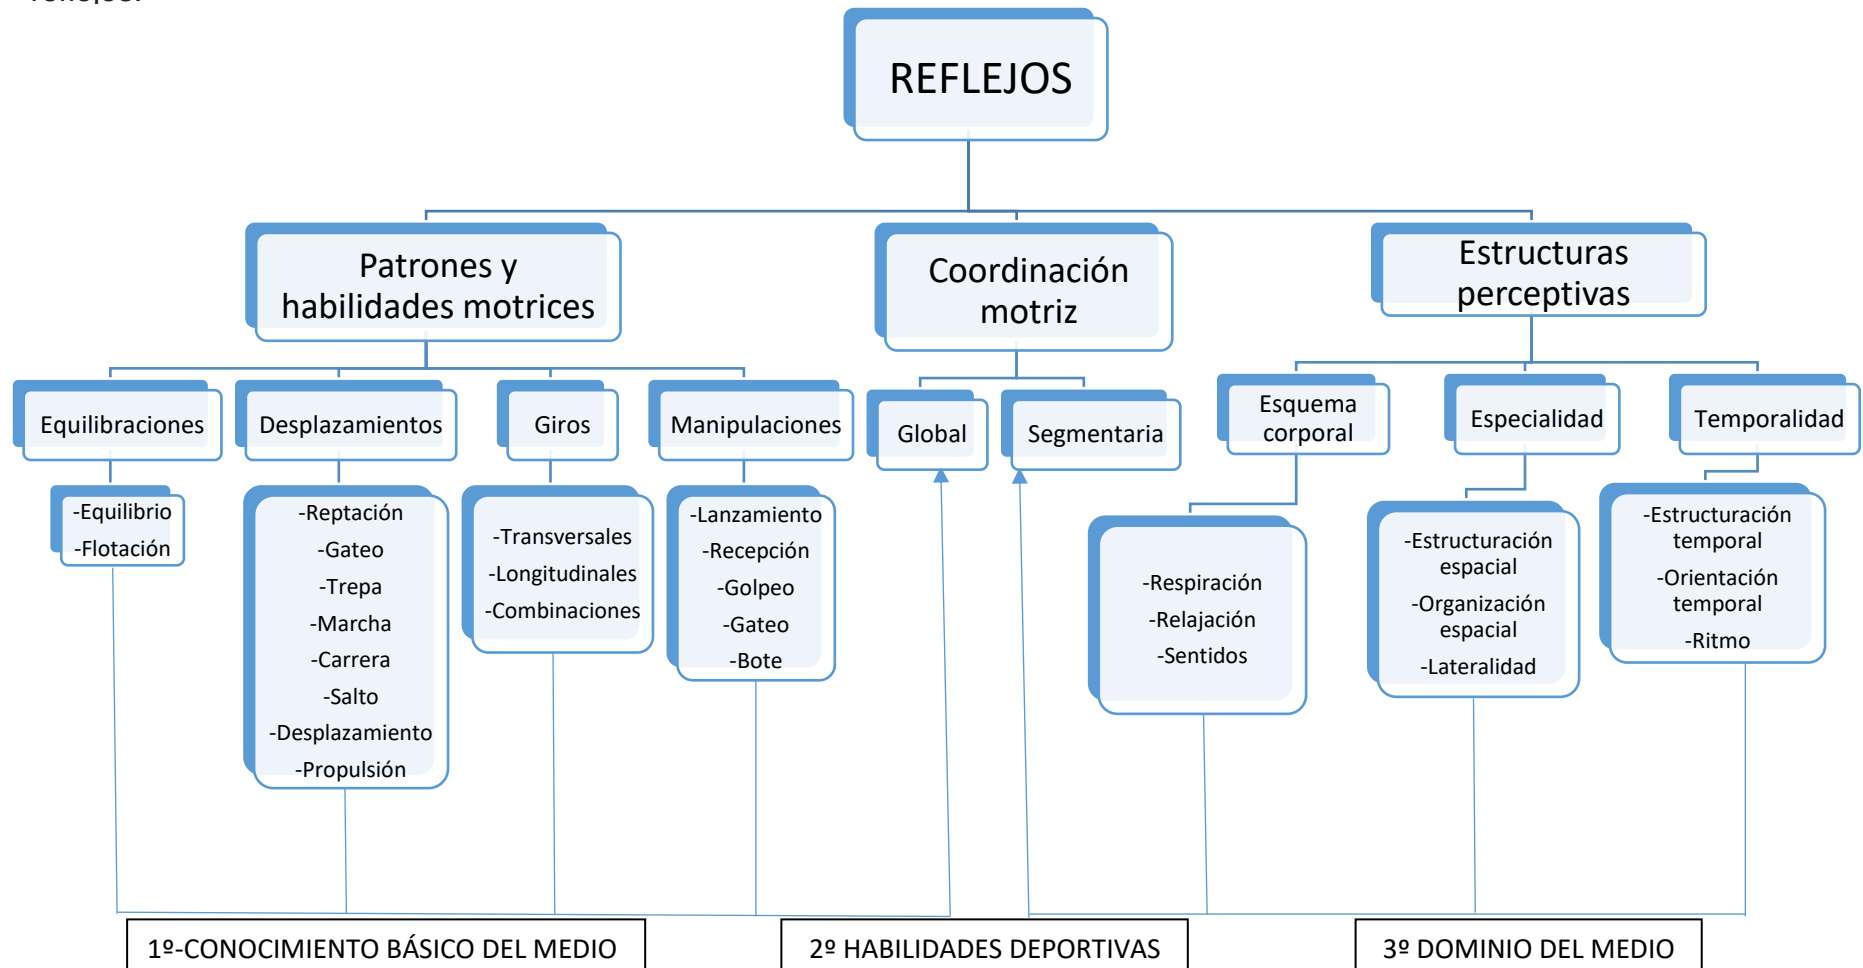 reflejos.
REFLEJOS
Patrones y
habilidades motrices
Coordinación
motriz
Estructuras
perceptivas
Equilibraciones
Desplazamientos
Giros
Manipulaciones
Global
Segmentaria
Esquema
corporal
Especialidad
Temporalidad
-Equilibrio
-Flotación
-Reptación
-Gateo
-Trepa
-Marcha
-Carrera
-Salto
-Desplazamiento
-Propulsión
-Transversales
-Longitudinales
-Combinaciones
-Lanzamiento
-Recepción
-Golpeo
-Gateo
-Bote
-Respiración
-Relajación
-Sentidos
-Estructuración
espacial
-Organización
espacial
-Lateralidad
-Estructuración
temporal
-Orientación
temporal
-Ritmo
1º-CONOCIMIENTO BÁSICO DEL MEDIO
2º HABILIDADES DEPORTIVAS
3º DOMINIO DEL MEDIO